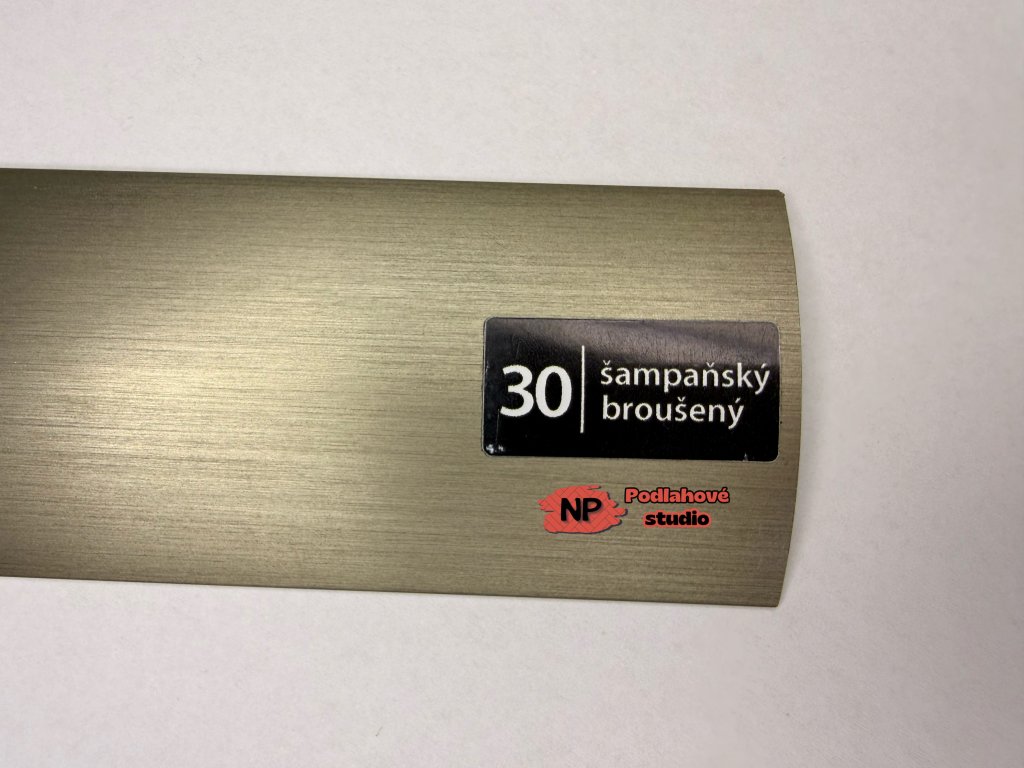 30
šampaňský
broušený
NP
Podlahové
studio